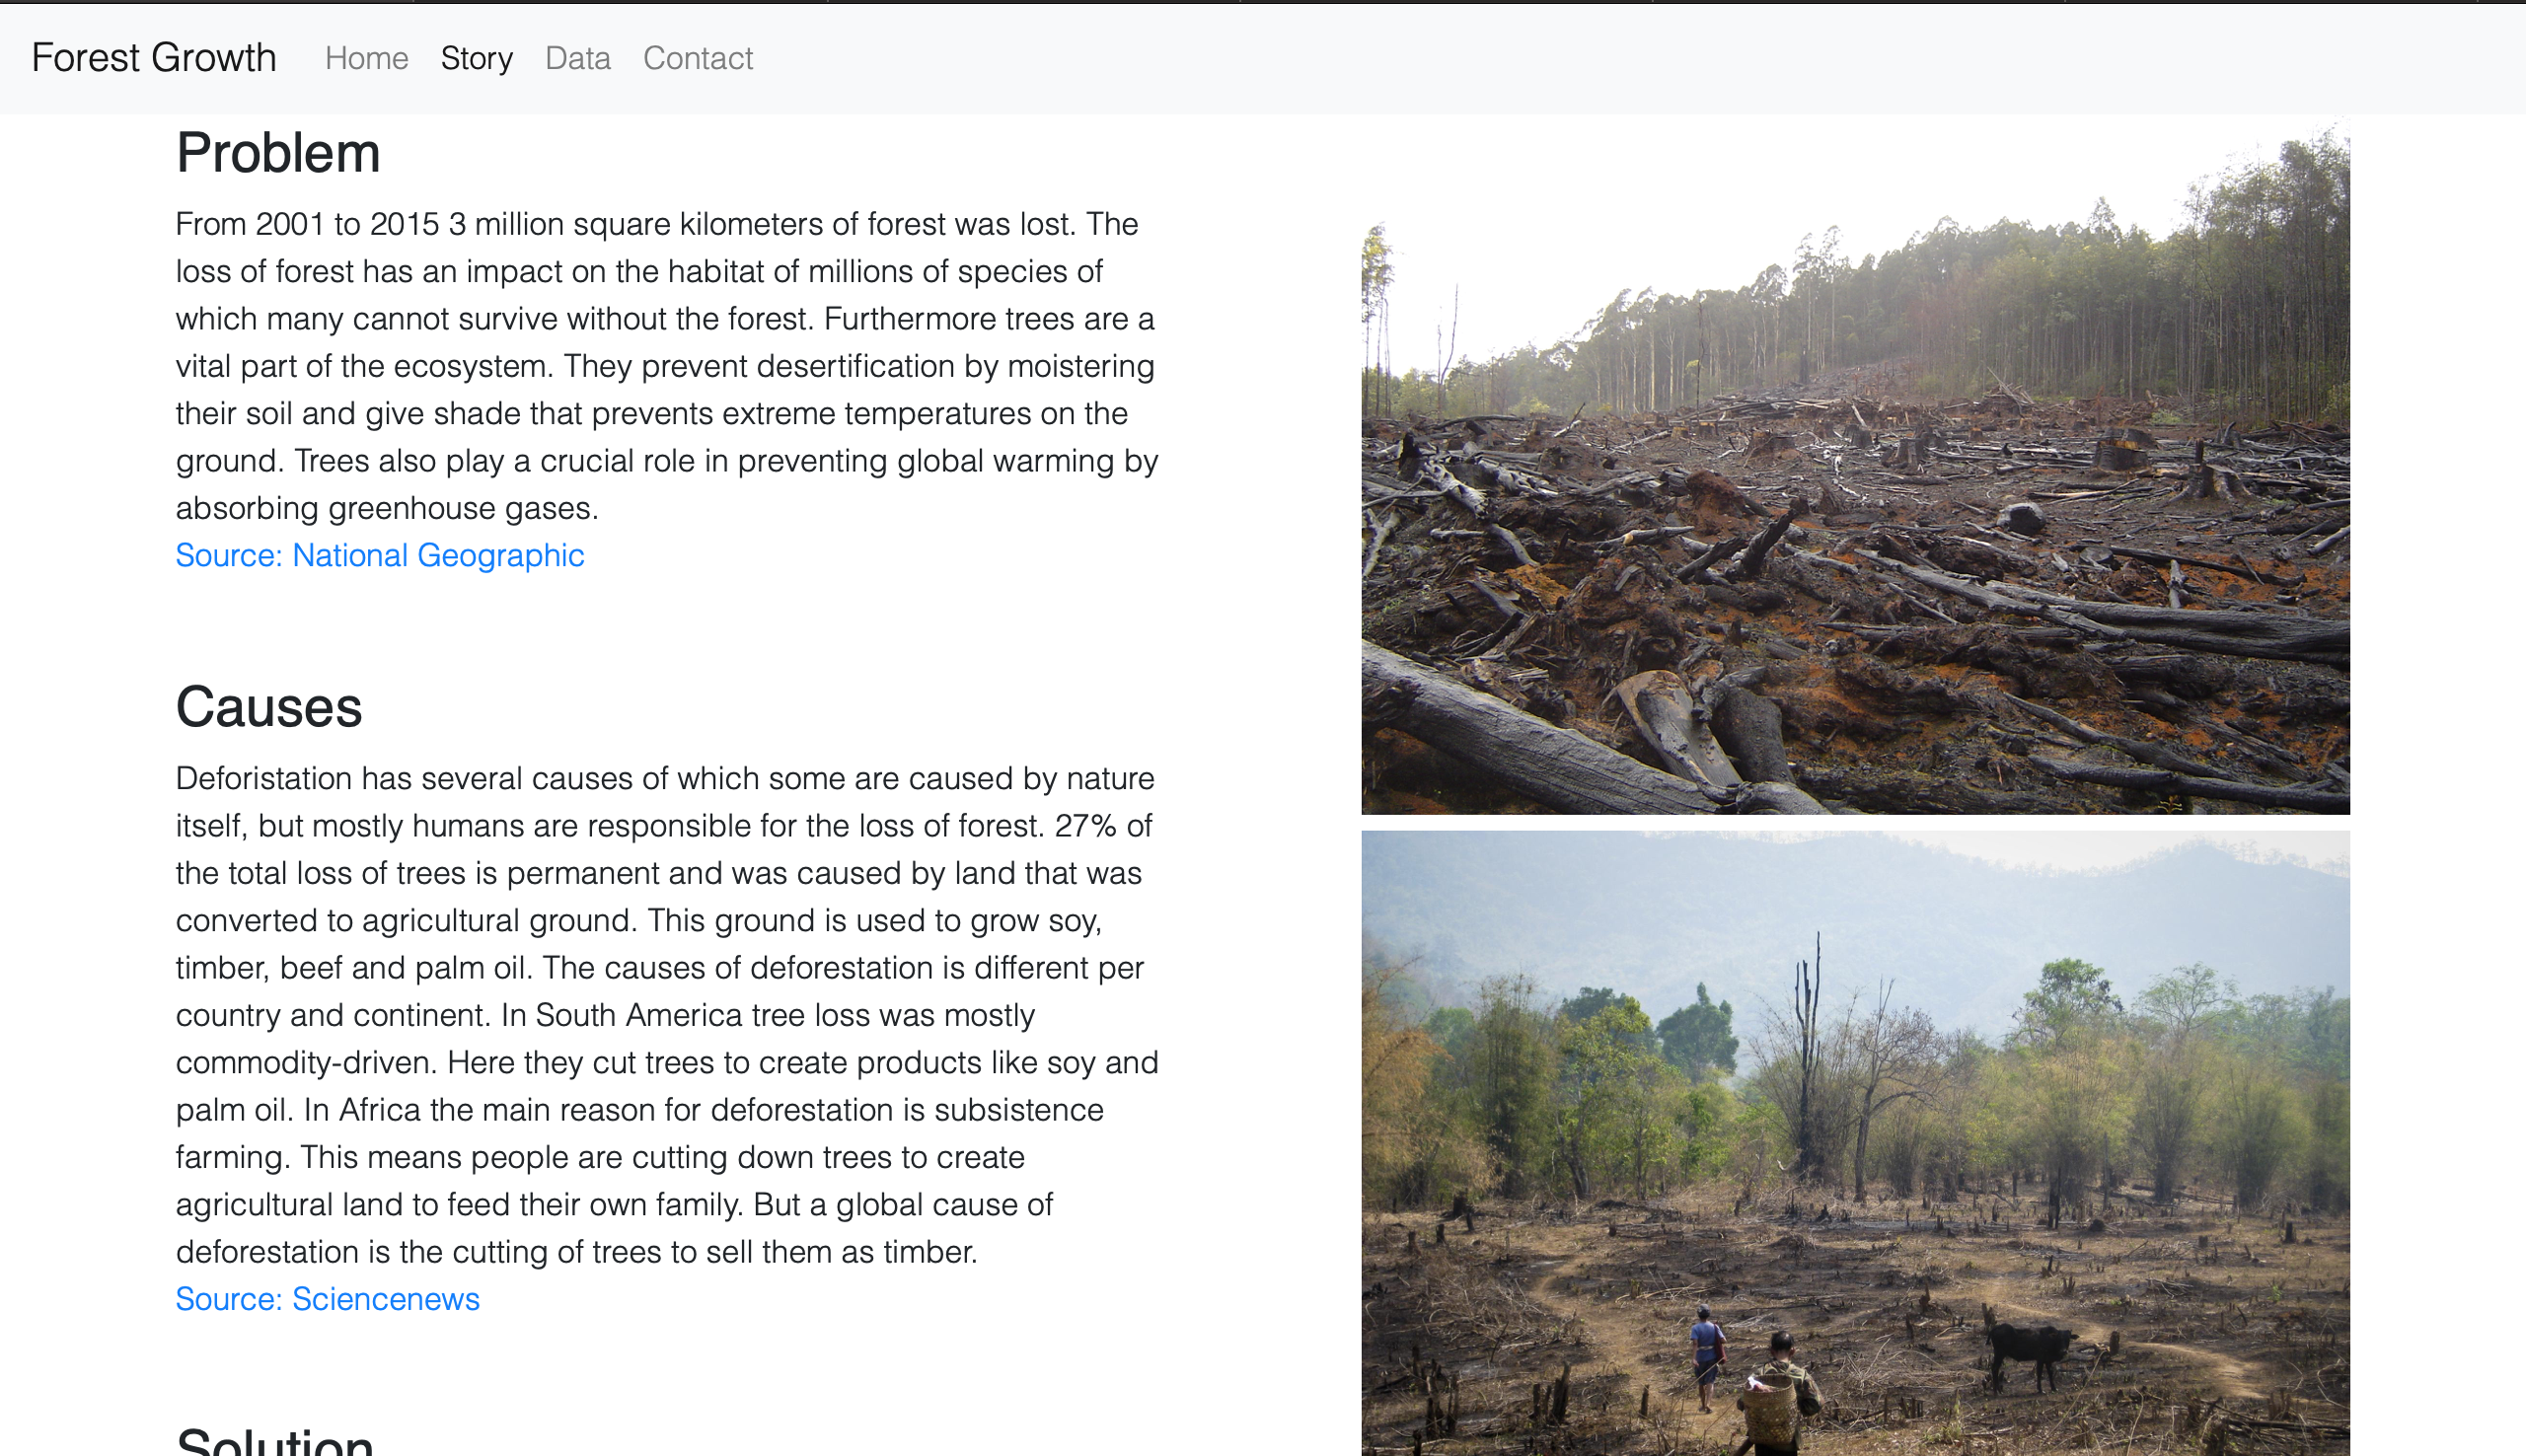 Forest Growth Home Story Data Contact
Problem
From 2001 to 2015 3 million square kilometers of forest was lost. The
loss of forest has an impact on the habitat of millions of species of
which many cannot survive without the forest. Furthermore trees are a
vital part of the ecosystem. They prevent desertification by moistering
their soil and give shade that prevents extreme temperatures on the
ground. Trees also play a crucial role in preventing global warming by
absorbing greenhouse gases.
Source: National Geographic
Causes
Deforistation has several causes of which some are caused by nature
itself, but mostly humans are responsible for the loss of forest. 27% of
the total loss of trees is permanent and was caused by land that was
converted to agricultural ground. This ground is used to grow soy,
timber, beef and palm oil. The causes of deforestation is different per
country and continent. In South America tree loss was mostly
commodity-driven. Here they cut trees to create products like soy and
palm oil. In Africa the main reason for deforestation is subsistence
farming. This means people are cutting down trees to create
agricultural land to feed their own family. But a global cause of
deforestation is the cutting of trees to sell them as timber.
Source: Sciencenews
Solution